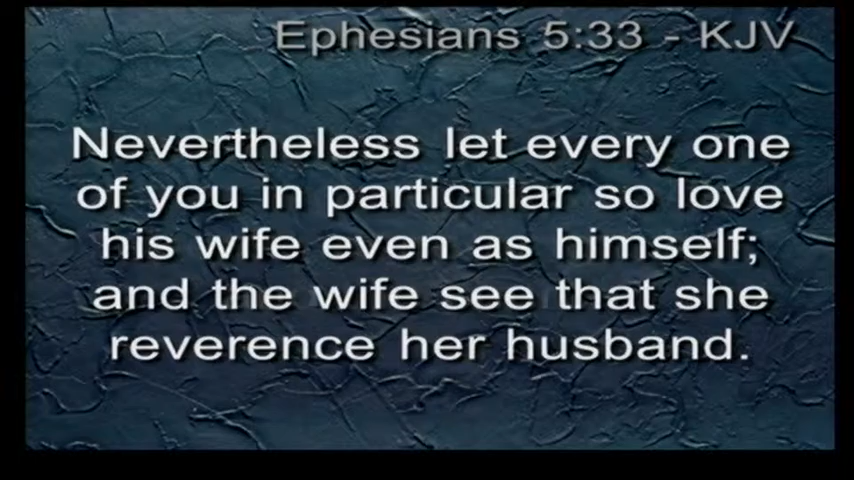 Ephesians 5:33 - KJV
Nevertheless let every one
of you in particular so love
his wife even as himself;
and the wife see that she
reverence her husband.